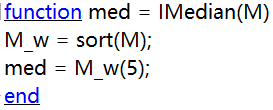 function med = IMedian(M)
M_w = sort(M);
med = M_w(5);
end